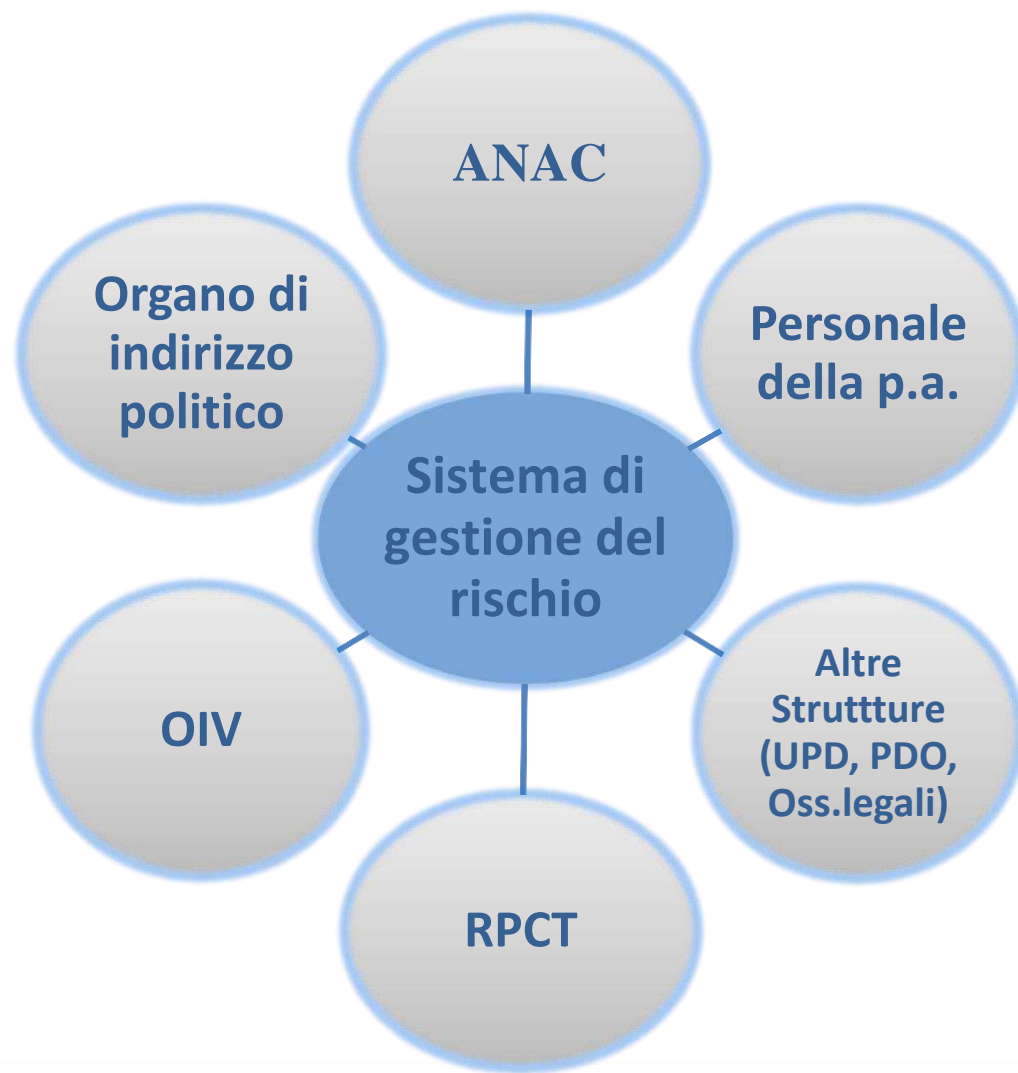 ANAC
Organo di
indirizzo
politico
Personale
della p.a.
Sistema di
gestione del
rischio
OIV
Altre
Struttture
(UPD, PDO,
Oss.legali)
RPCT